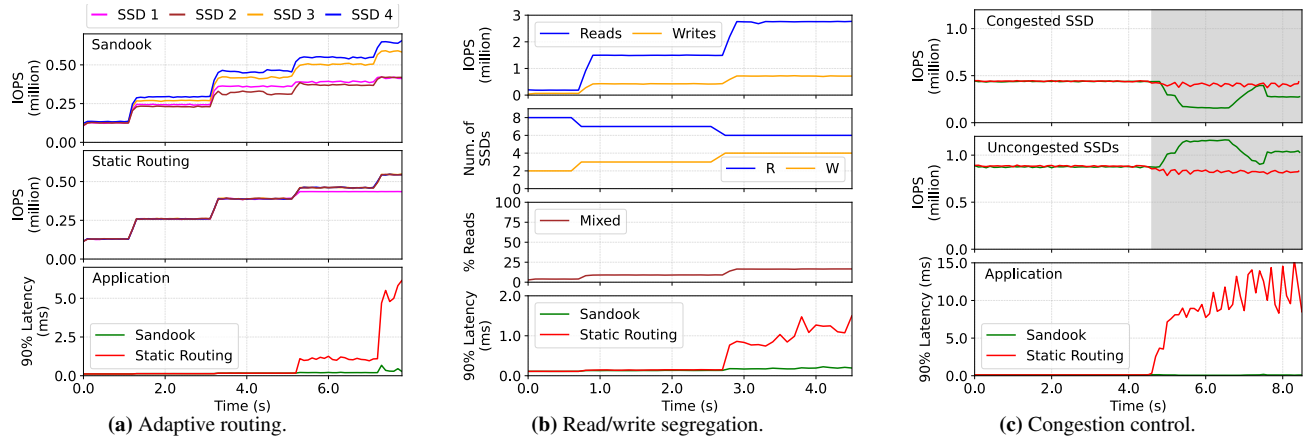 SSD 1 SSD 2 SSD 3 SSD 4
Sandook
IOPS
(million)
0.50
0.25
0.00
Static Routing
IOPS
(million)
0.50
0.25
0.00
Application
90% Latency
(ms)
5.0
2.5
0.0
Sandook
Static Routing
0.0 2.0 4.0 6.0
Time (s)
(a) Adaptive routing.
IOPS
(million)
3
2
1
0
Reads Writes
Num. of
SSDs
8
6
4
2
0
R W
% Reads
100
75
50
25
0
Mixed
90% Latency
(ms)
2.0
1.0
0.0
Sandook
Static Routing
0.0 1.0 2.0 3.0 4.0
Time (s)
(b) Read/write segregation.
Congested SSD
IOPS
(million)
1.0
0.5
0.0
Uncongested SSDs
IOPS
(million)
1.0
0.5
0.0
Application
90% Latency (ms)
15.0
10.0
5.0
0.0
Sandook
Static Routing
0.0 2.0 4.0 6.0 8.0
Time (s)
(c) Congestion control.